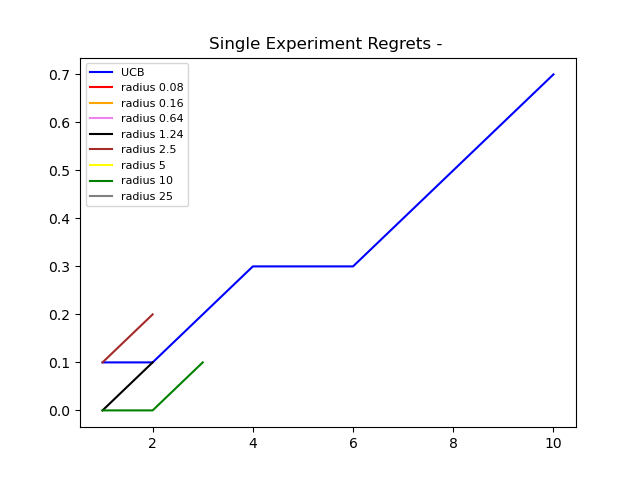 Single Experiment Regrets -
0.7
0.6
0.5
0.4
0.3
0.2
0.1
0.0
UCB
radius 0.08
radius 0.16
radius 0.64
radius 1.24
radius 2.5
radius 5
radius 10
radius 25
2 4 6 8 10